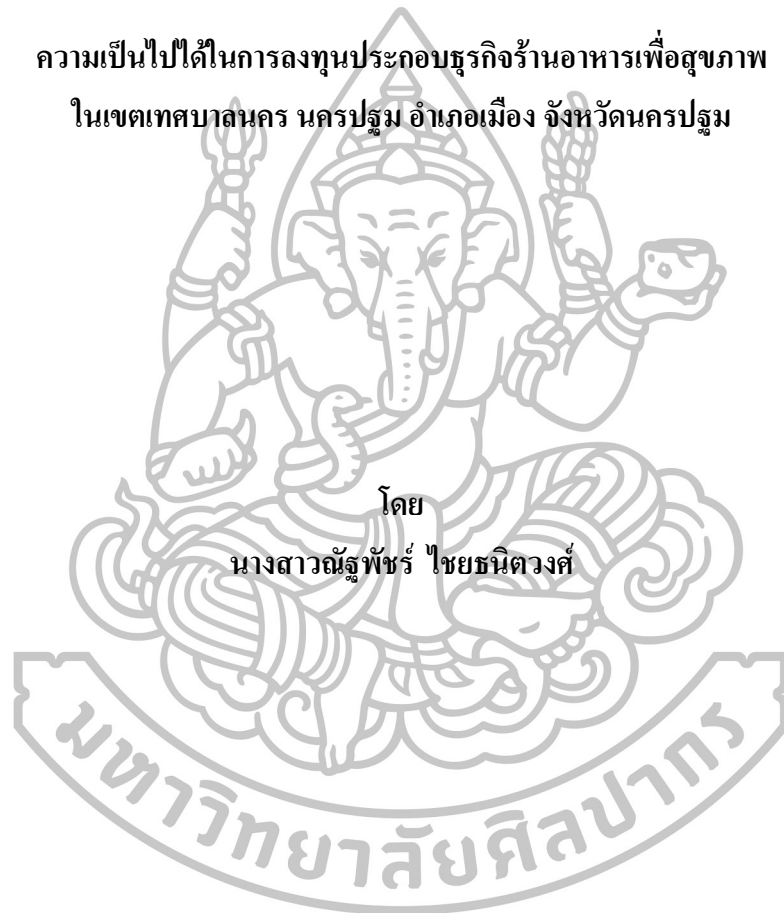 ความเป็นไปได้ในการลงทุนประกอบธุรกิจร้านอาหารเพื่อสุขภาพ
ในเขตเทศบาลนคร นครปฐม อำเภอเมือง จังหวัดนครปฐม
โดย
นางสาวณัฐพัชร์ ไชยธนิตวงศ์
มหาวิทยาลัยศิลปากร